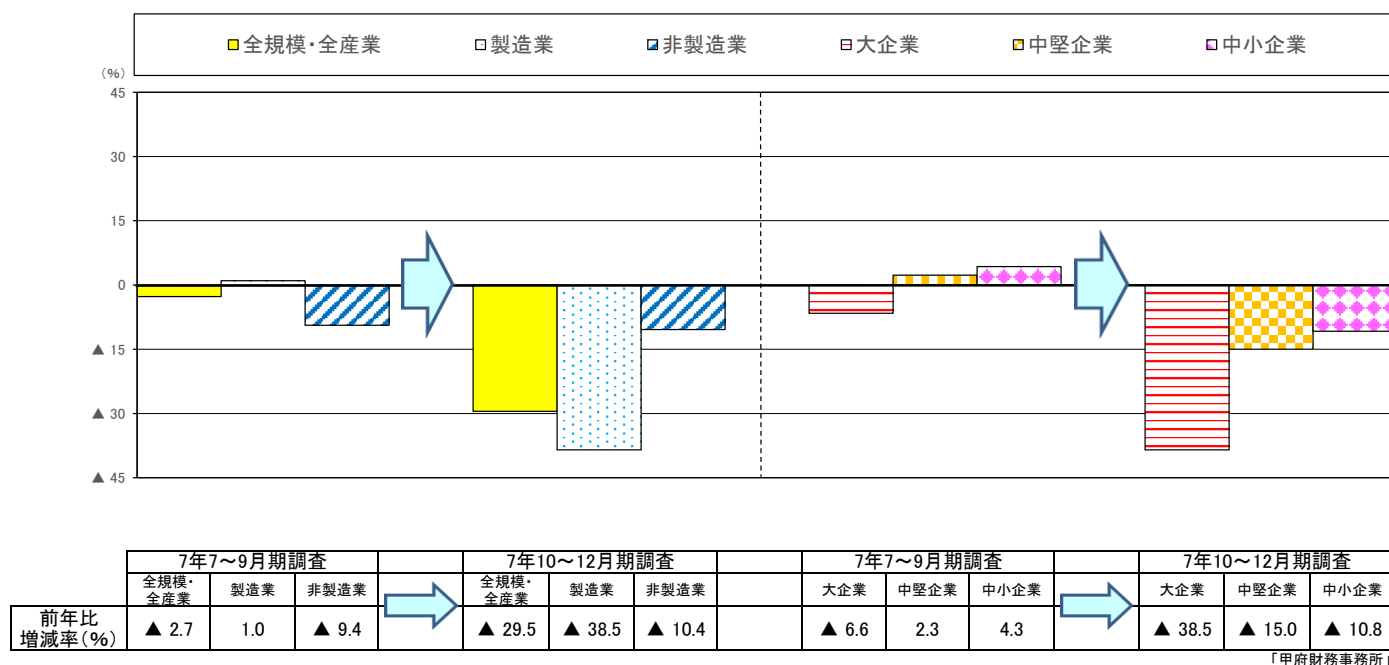 全規模・全産業 製造業 非製造業 大企業 中堅企業 中小企業
(%)
45
30
15
0
▲ 15
▲ 30
▲ 45
7年7～9月期調査 7年10～12月期調査 7年7～9月期調査 7年10～12月期調査
全規模・全産業 製造業 非製造業 全規模・全産業 製造業 非製造業 大企業 中堅企業 中小企業 大企業 中堅企業 中小企業
前年比
増減率(%) ▲ 2.7 1.0 ▲ 9.4 ▲ 29.5 ▲ 38.5 ▲ 10.4 ▲ 6.6 2.3 4.3 ▲ 38.5 ▲ 15.0 ▲ 10.8
「甲府財務事務所」